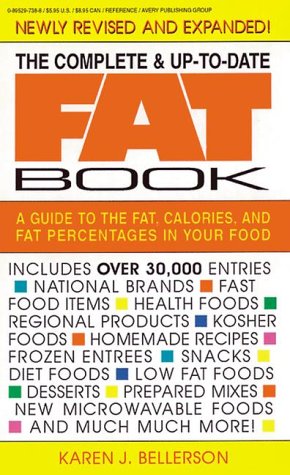 0-89529-738-8 / $5.95 U.S. / $8.95 CAN / REFERENCE / AVERY PUBLISHING GROUP
NEWLY REVISED AND EXPANDED!
THE COMPLETE & UP-TO-DATE
FAT
BOOK
A GUIDE TO THE FAT, CALORIES, AND
FAT PERCENTAGES IN YOUR FOOD
INCLUDES OVER 30,000 ENTRIES
■ NATIONAL BRANDS ■ FAST
FOOD ITEMS ■ HEALTH FOODS ■
REGIONAL PRODUCTS ■ KOSHER
FOODS ■ HOMEMADE RECIPES ■
FROZEN ENTREES ■ SNACKS ■
DIET FOODS ■ LOW FAT FOODS
■ DESSERTS ■ PREPARED MIXES ■
NEW MICROWAVABLE FOODS
■ AND MUCH MUCH MORE! ■
KAREN J. BELLERSON